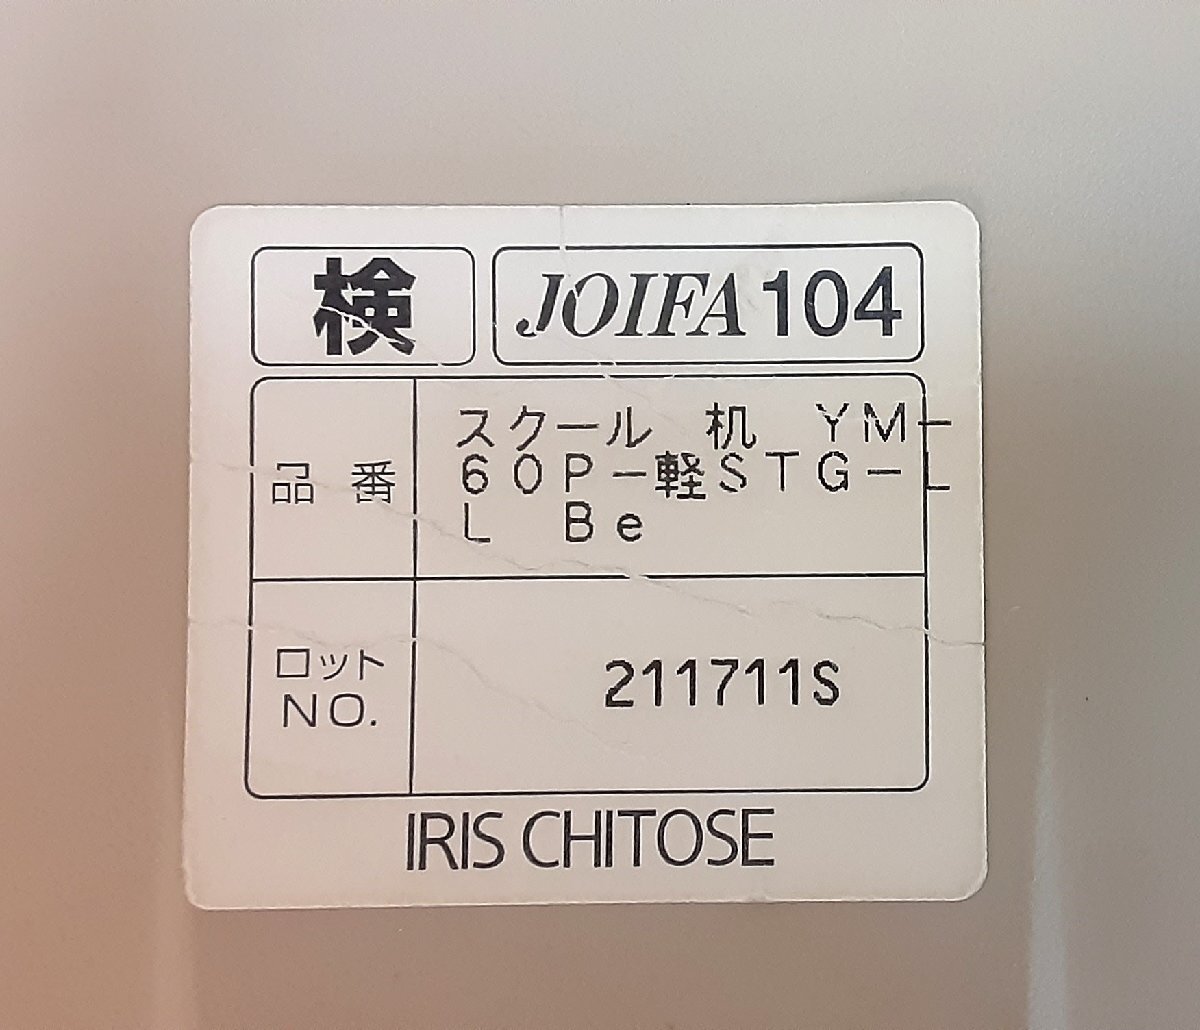 検
JOIFA 104
品番
スクール 机 YM-
60P-軽STG-L
L Be
ロット
NO.
211711S
IRIS CHITOSE